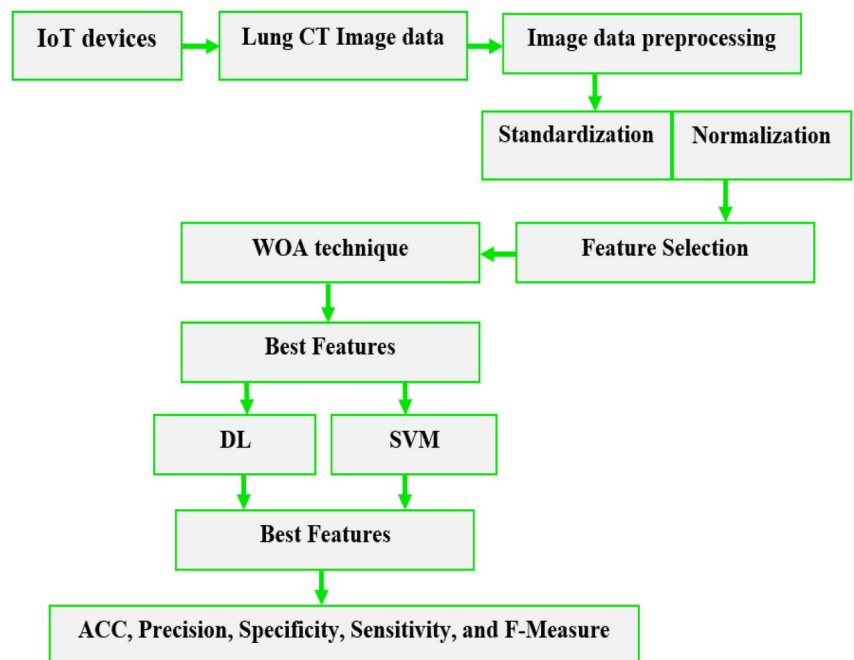 IoT devices
Lung CT Image data
Image data preprocessing
Standardization
Normalization
Feature Selection
WOA technique
Best Features
DL
SVM
Best Features
ACC, Precision, Specificity, Sensitivity, and F-Measure